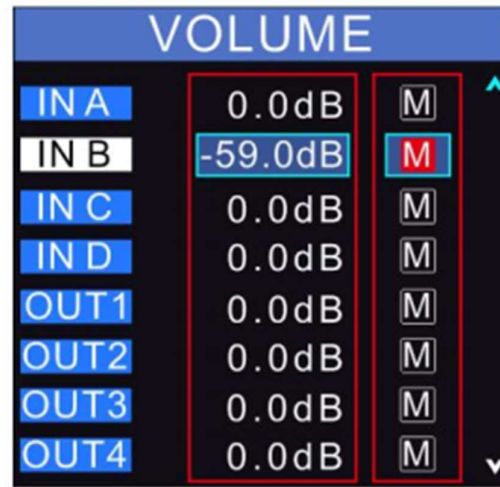 VOLUME
IN A 0.0dB M
IN B -59.0dB M
IN C 0.0dB M
IN D 0.0dB M
OUT1 0.0dB M
OUT2 0.0dB M
OUT3 0.0dB M
OUT4 0.0dB M